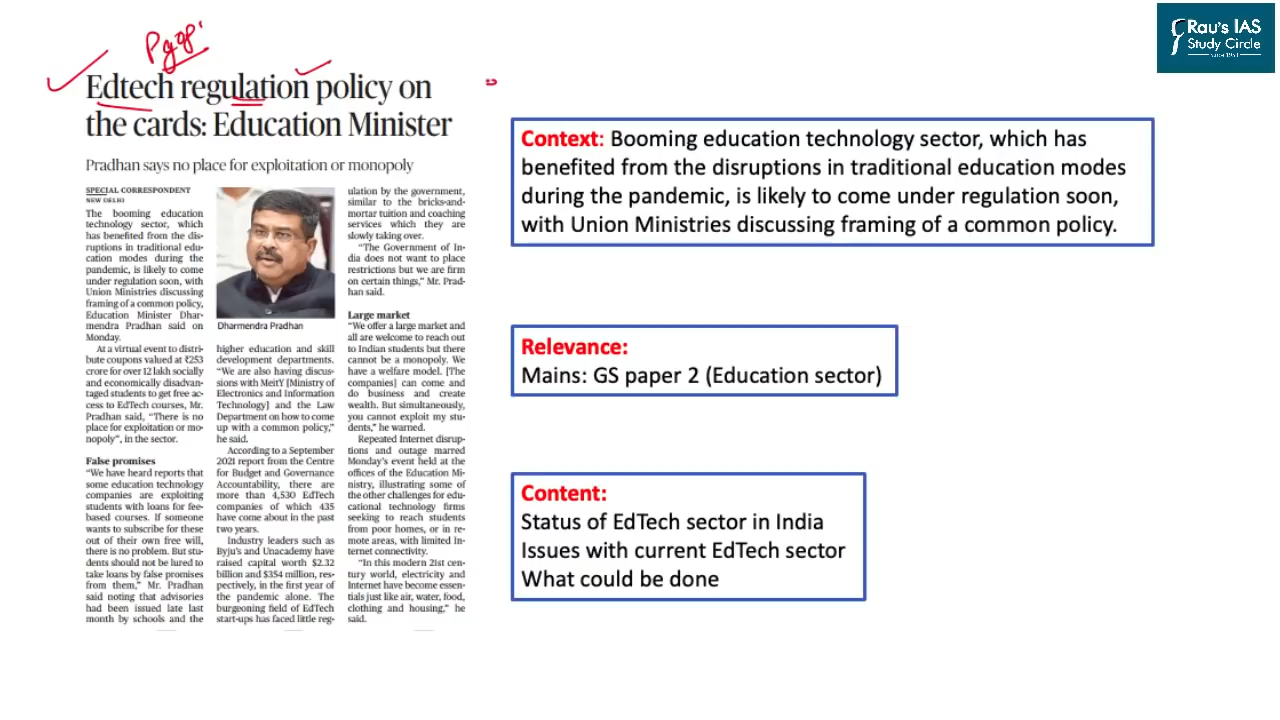 Rau's IAS
Study Circle
SINCE 1953
Edtech regulation policy on
the cards: Education Minister
Pradhan says no place for exploitation or monopoly
SPECIAL CORRESPONDENT
NEW DELHI
The booming education
technology sector, which
has benefited from the dis-
ruptions in traditional edu-
cation modes during the
pandemic, is likely to come
under regulation soon, with
Union Ministries discussing
framing of a common policy,
Education Minister Dhar-
mendra Pradhan said on
Monday.
At a virtual event to distri-
bute coupons valued at ₹253
crore for over 12 lakh socially
and economically disadvan-
taged students to get free ac-
cess to EdTech courses, Mr.
Pradhan said, “There is no
place for exploitation or mo-
nopoly”, in the sector.
False promises
“We have heard reports that
some education technology
companies are exploiting
students with loans for fee-
based courses. If someone
wants to subscribe for these
out of their own free will,
there is no problem. But stu-
dents should not be lured to
take loans by false promises
from them,” Mr. Pradhan
said noting that advisories
had been issued late last
month by schools and the
Dharmendra Pradhan
higher education and skill
development departments.
“We are also having discus-
sions with MeitY [Ministry of
Electronics and Information
Technology] and the Law
Department on how to come
up with a common policy,”
he said.
According to a September
2021 report from the Centre
for Budget and Governance
Accountability, there are
more than 4,530 EdTech
companies of which 435
have come about in the past
two years.
Industry leaders such as
Byju's and Unacademy have
raised capital worth $2.32
billion and $354 million, res-
pectively, in the first year of
the pandemic alone. The
burgeoning field of EdTech
start-ups has faced little reg-
ulation by the government,
similar to the bricks-and-
mortar tuition and coaching
services which they are
slowly taking over.
“The Government of In-
dia does not want to place
restrictions but we are firm
on certain things,” Mr. Prad-
han said.
Large market
“We offer a large market and
all are welcome to reach out
to Indian students but there
cannot be a monopoly. We
have a welfare model. [The
companies] can come and
do business and create
wealth. But simultaneously,
you cannot exploit my stu-
dents,” he warned.
Repeated Internet disrup-
tions and outage marred
Monday's event held at the
offices of the Education Mi-
nistry, illustrating some of
the other challenges for edu-
cational technology firms
seeking to reach students
from poor homes, or in re-
mote areas, with limited In-
ternet connectivity.
“In this modern 21st cen-
tury world, electricity and
Internet have become essen-
tials just like air, water, food,
clothing and housing,” he
said.
Context: Booming education technology sector, which has
benefited from the disruptions in traditional education modes
during the pandemic, is likely to come under regulation soon,
with Union Ministries discussing framing of a common policy.
Relevance:
Mains: GS paper 2 (Education sector)
Content:
Status of EdTech sector in India
Issues with current EdTech sector
What could be done